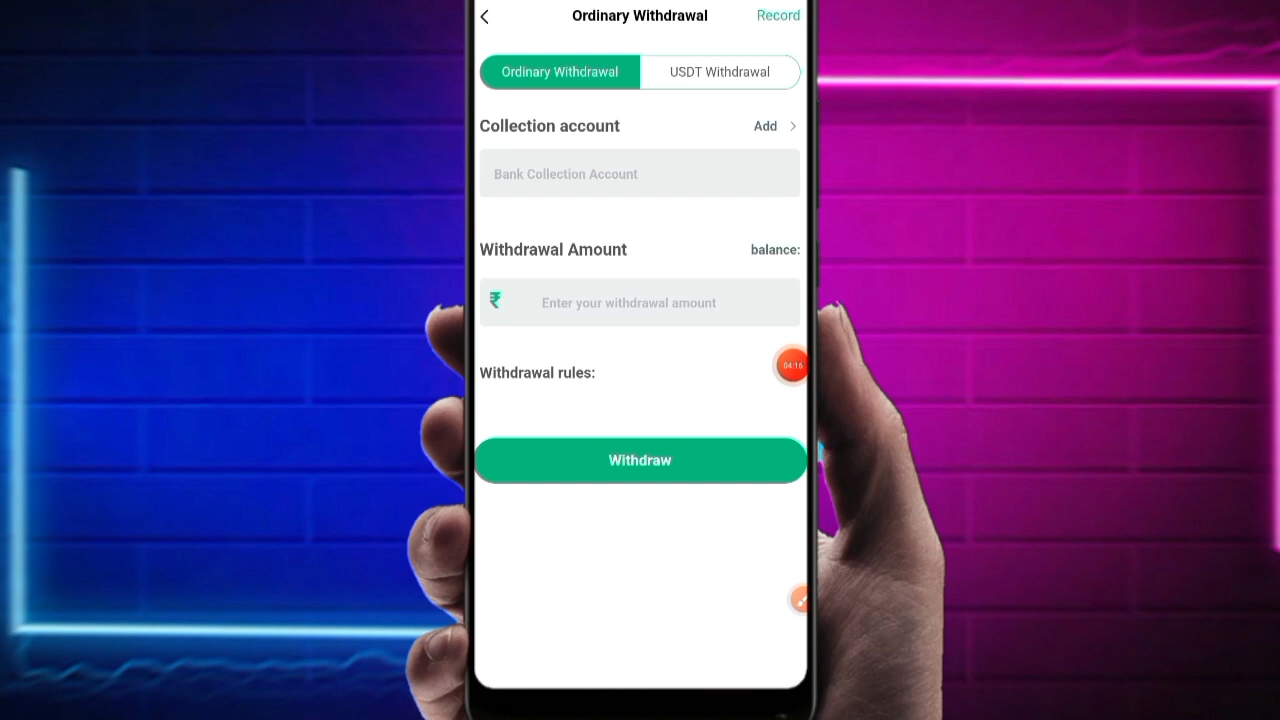 Ordinary Withdrawal Record
Ordinary Withdrawal USDT Withdrawal
Collection account Add
Bank Collection Account
Withdrawal Amount balance:
₹ Enter your withdrawal amount
Withdrawal rules:
04:16
Withdraw